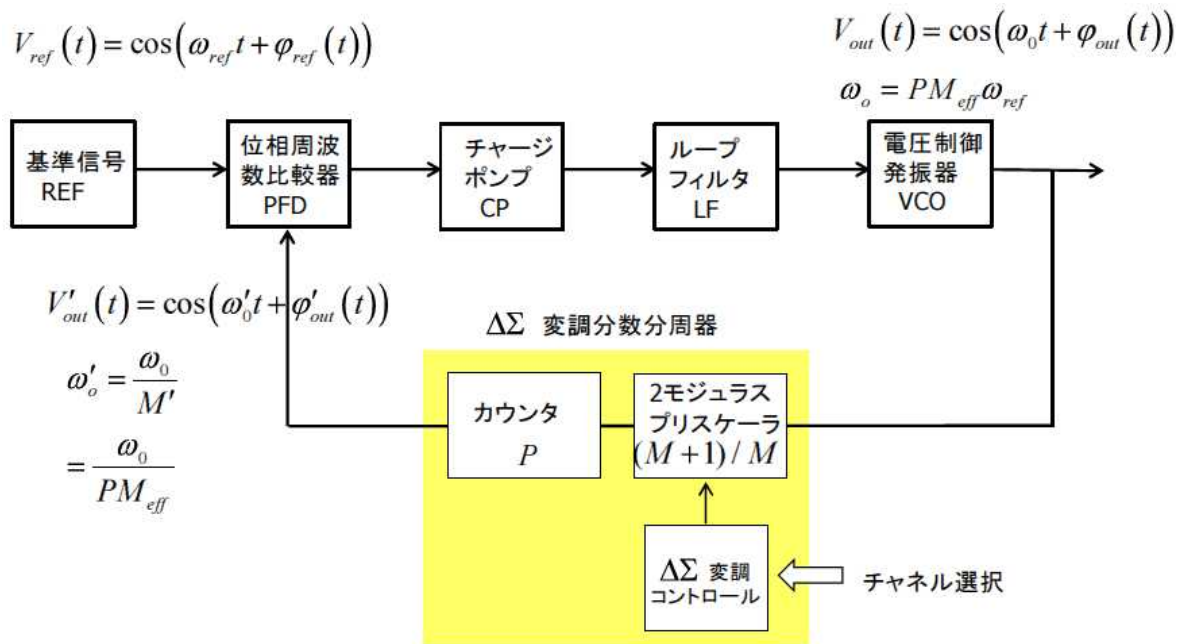 V_ref(t) = cos(ω_ref t + φ_ref(t))
V_out(t) = cos(ω_0 t + φ_out(t))
ω_o = PM_eff ω_ref
基準信号
REF
位相周波
数比較器
PFD
チャージ
ポンプ
CP
ループ
フィルタ
LF
電圧制御
発振器
VCO
V'_out(t) = cos(ω'_0 t + φ'_out(t))
ω'_o = ω_0 / M'
= ω_0 / PM_eff
ΔΣ 変調分数分周器
カウンタ
P
2モジュラス
プリスケーラ
(M+1)/M
ΔΣ 変調
コントロール
チャネル選択